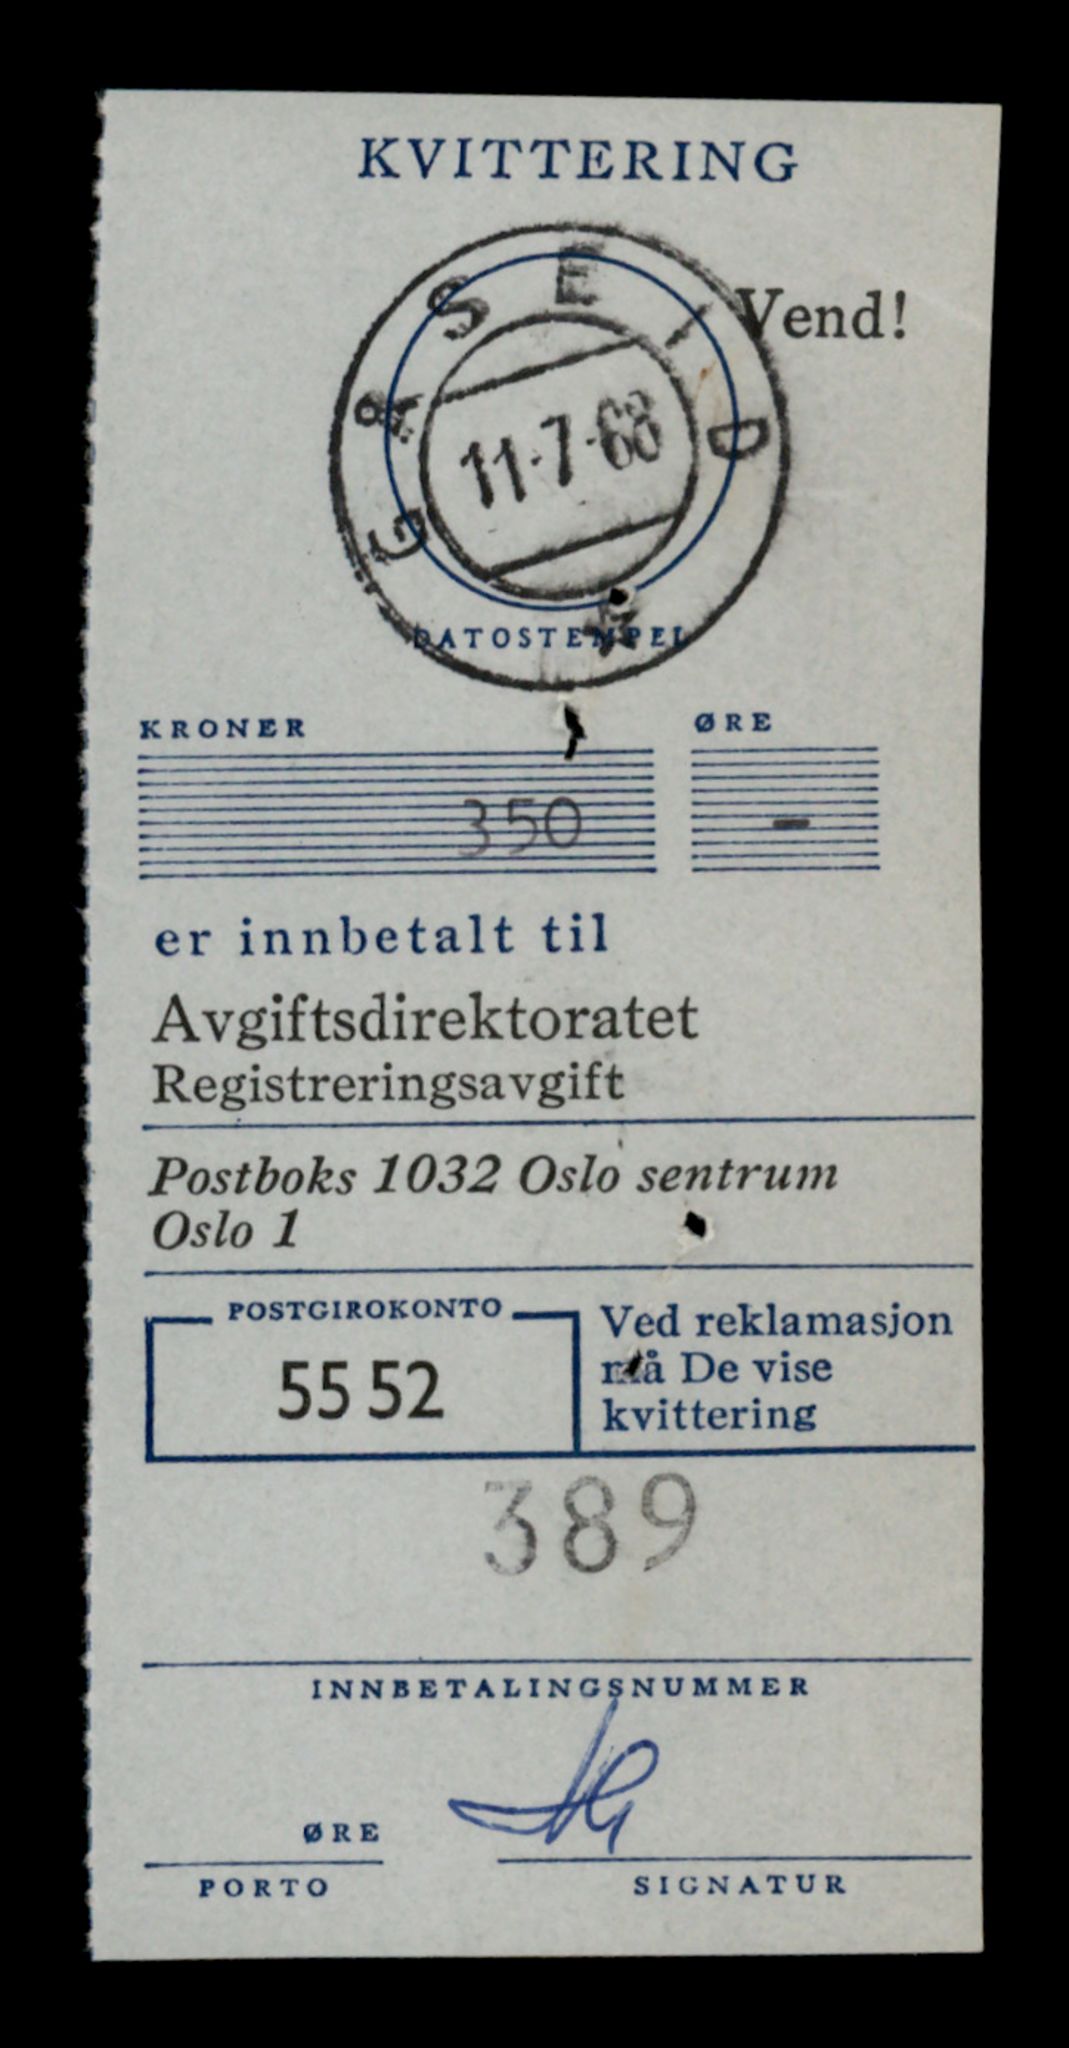 KVITTERING
Vend!
GÅSEID
11-7-68
DATOSTEMPEL
KRONER ØRE
350 -
er innbetalt til
Avgiftsdirektoratet
Registreringsavgift
Postboks 1032 Oslo sentrum
Oslo 1
POSTGIROKONTO
55 52
Ved reklamasjon
må De vise
kvittering
389
INNBETALINGSNUMMER
ØRE
PORTO
SIGNATUR